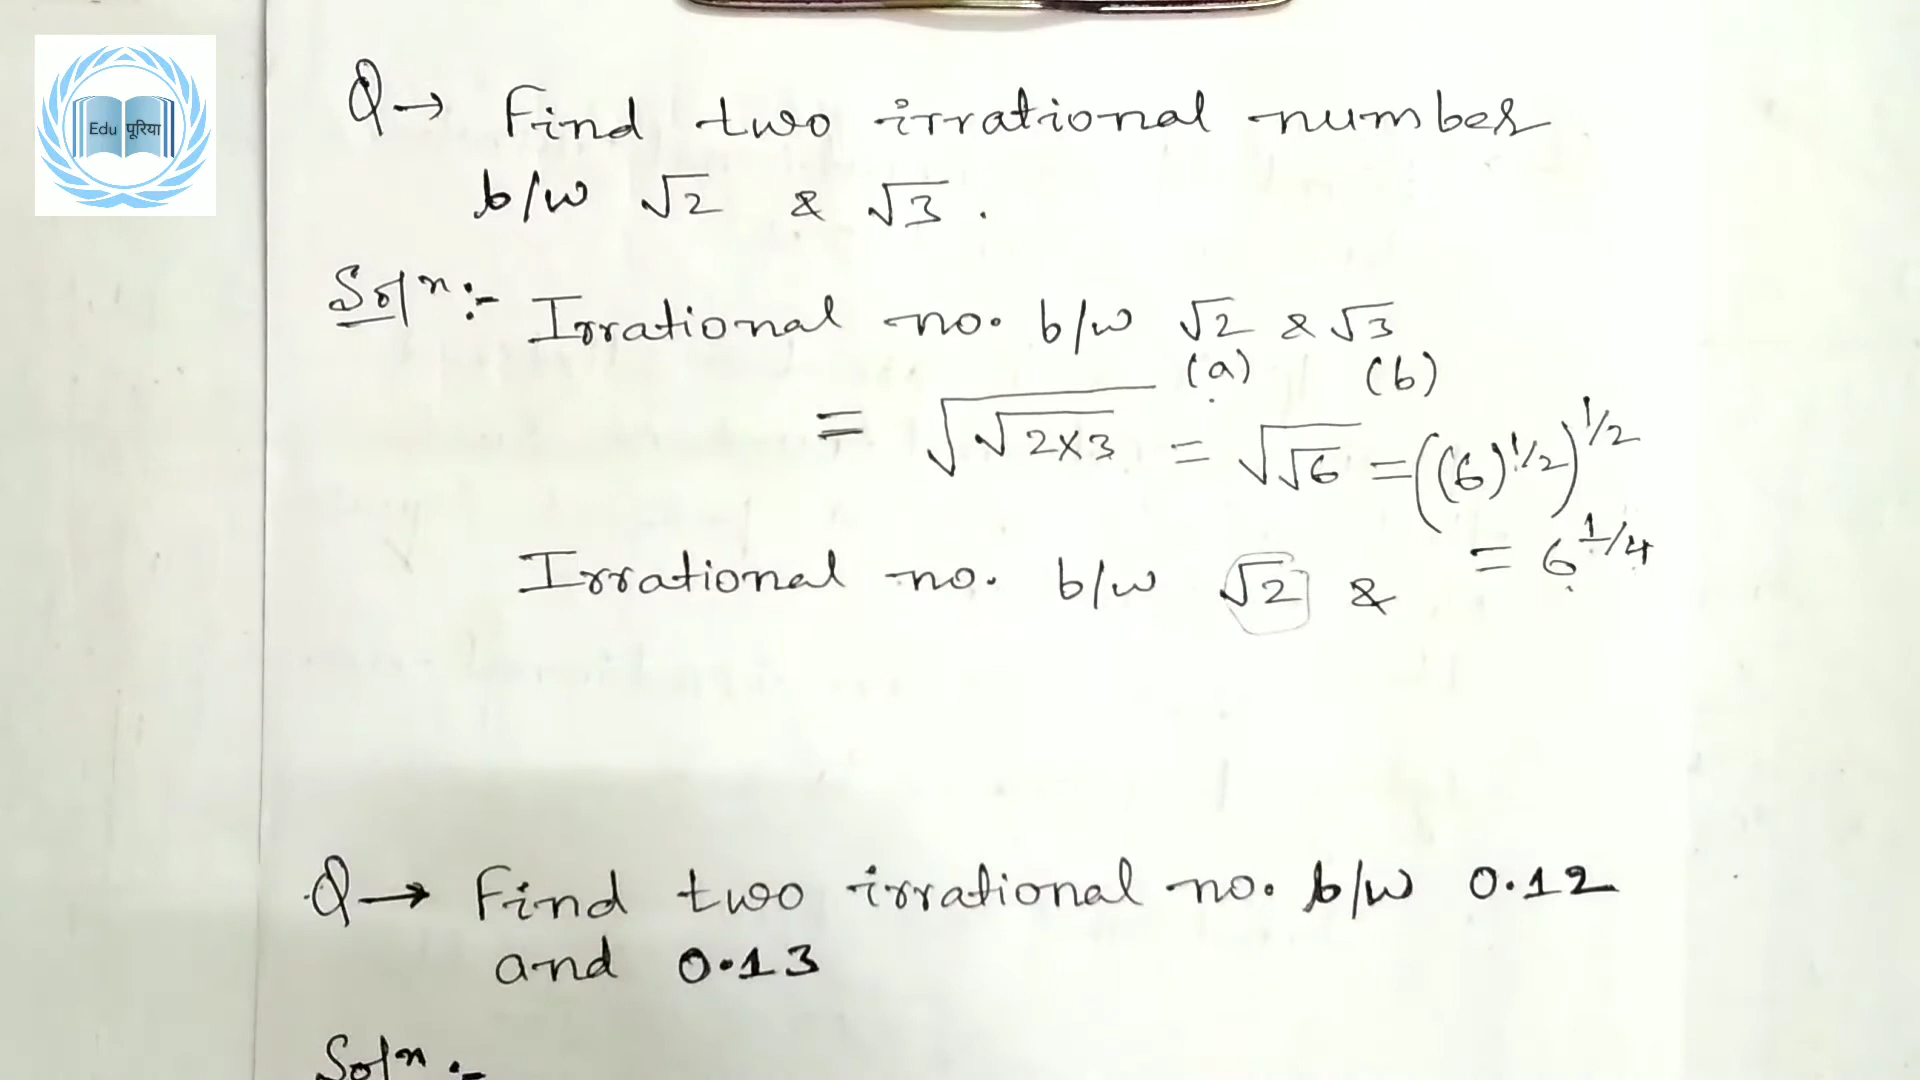 Edu पूरिया
Q→ Find two irrational number
b/w √2 & √3.
Solⁿ:- Irrational no. b/w √2 & √3
(a) (b)
= √(√(2×3)) = √(√6) = ((6)^1/2)^1/2
= 6^1/4
Irrational no. b/w √2 &
Q→ Find two irrational no. b/w 0.12
and 0.13
Solⁿ:-